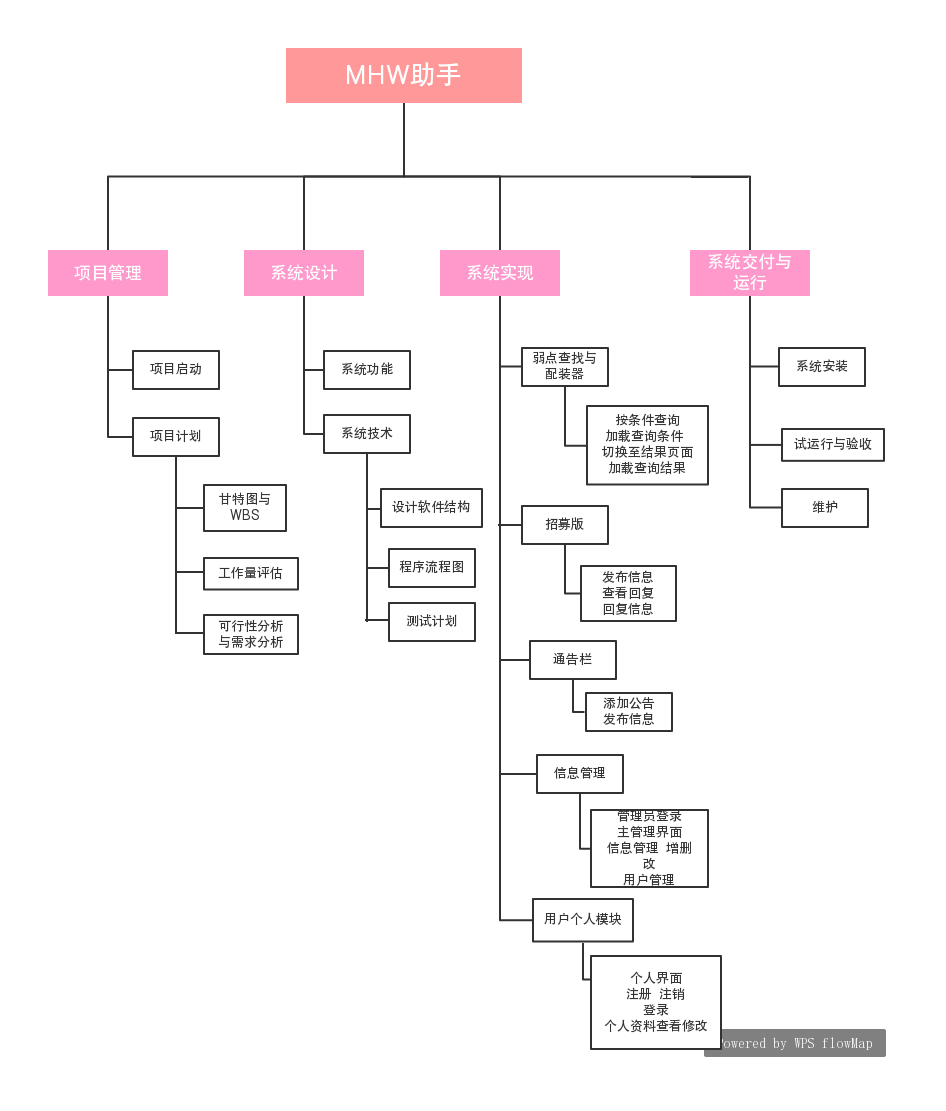 MHW助手
项目管理
系统设计
系统实现
系统交付与
运行
项目启动
项目计划
甘特图与
WBS
工作量评估
可行性分析
与需求分析
系统功能
系统技术
设计软件结构
程序流程图
测试计划
弱点查找与
配装器
按条件查询
加载查询条件
切换至结果页面
加载查询结果
招募版
发布信息
查看回复
回复信息
通告栏
添加公告
发布信息
信息管理
管理员登录
主管理界面
信息管理 增删
改
用户管理
用户个人模块
个人界面
注册 注销
登录
个人资料查看修改
系统安装
试运行与验收
维护
Powered by WPS flowMap